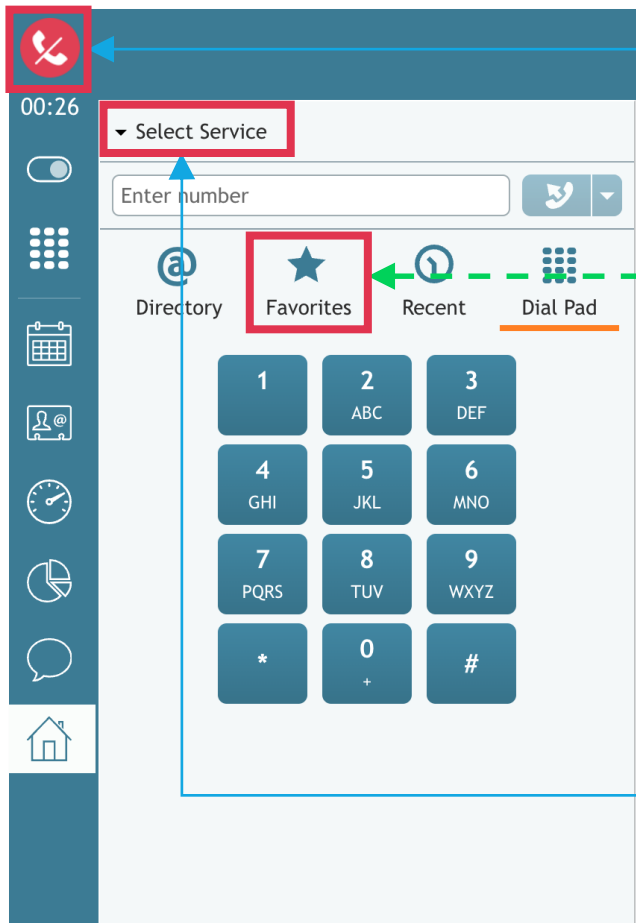 00:26
Select Service
Enter number
@
Directory Favorites Recent Dial Pad
1 2 3
ABC DEF
4 5 6
GHI JKL MNO
7 8 9
PQRS TUV WXYZ
* 0 #
+
@